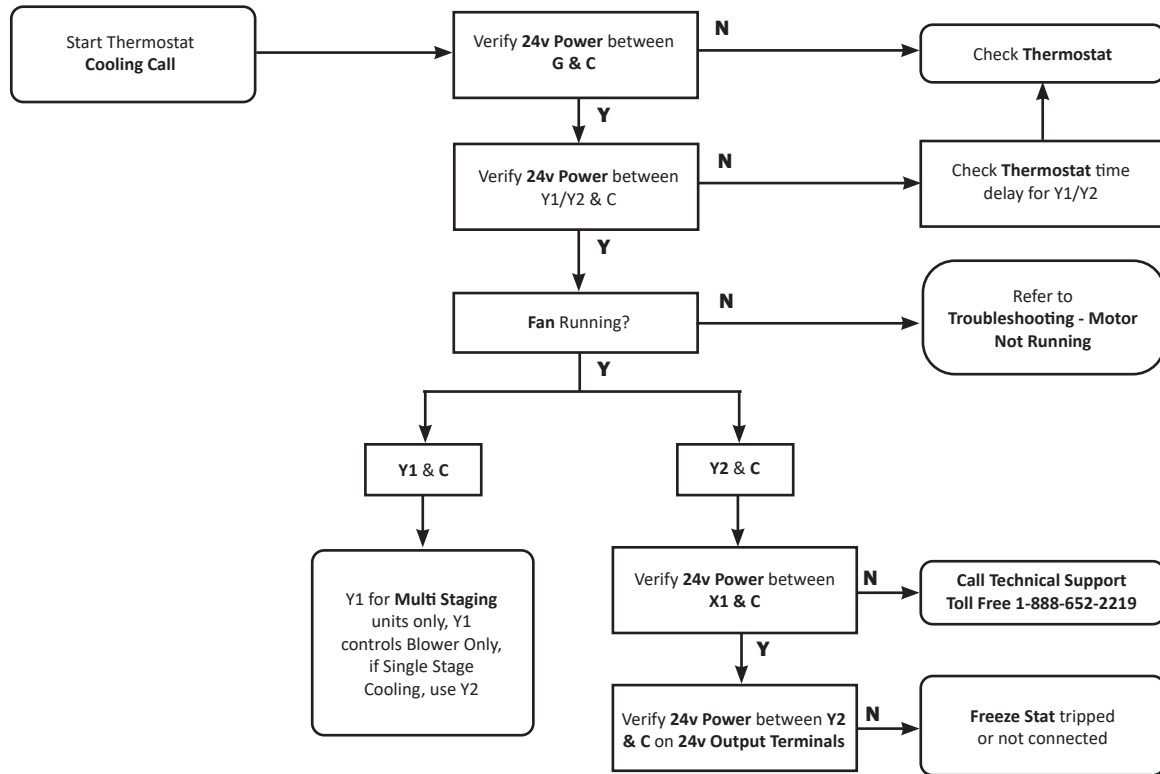 Start Thermostat
Cooling Call
Verify 24v Power between
G & C
N
Check Thermostat
Y
Verify 24v Power between
Y1/Y2 & C
N
Check Thermostat time
delay for Y1/Y2
Y
Fan Running?
N
Refer to
Troubleshooting - Motor
Not Running
Y
Y1 & C
Y2 & C
Y1 for Multi Staging
units only, Y1
controls Blower Only,
if Single Stage
Cooling, use Y2
Verify 24v Power between
X1 & C
N
Call Technical Support
Toll Free 1-888-652-2219
Y
Verify 24v Power between Y2
& C on 24v Output Terminals
N
Freeze Stat tripped
or not connected